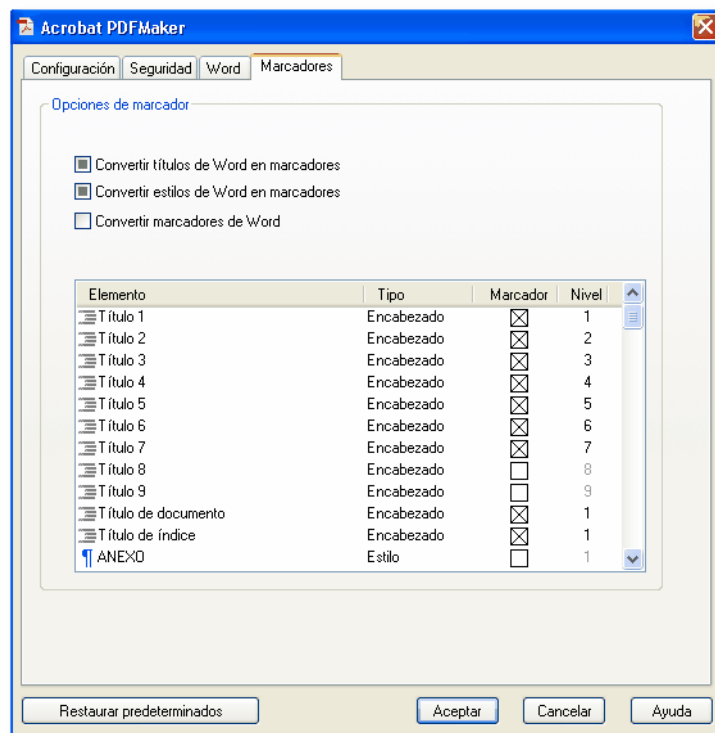 Acrobat PDFMaker
Configuración Seguridad Word Marcadores
Opciones de marcador
Convertir títulos de Word en marcadores
Convertir estilos de Word en marcadores
Convertir marcadores de Word
Elemento Tipo Marcador Nivel
Título 1 Encabezado 1
Título 2 Encabezado 2
Título 3 Encabezado 3
Título 4 Encabezado 4
Título 5 Encabezado 5
Título 6 Encabezado 6
Título 7 Encabezado 7
Título 8 Encabezado 8
Título 9 Encabezado 9
Título de documento Encabezado 1
Título de índice Encabezado 1
¶ ANEXO Estilo 1
Restaurar predeterminados Aceptar Cancelar Ayuda